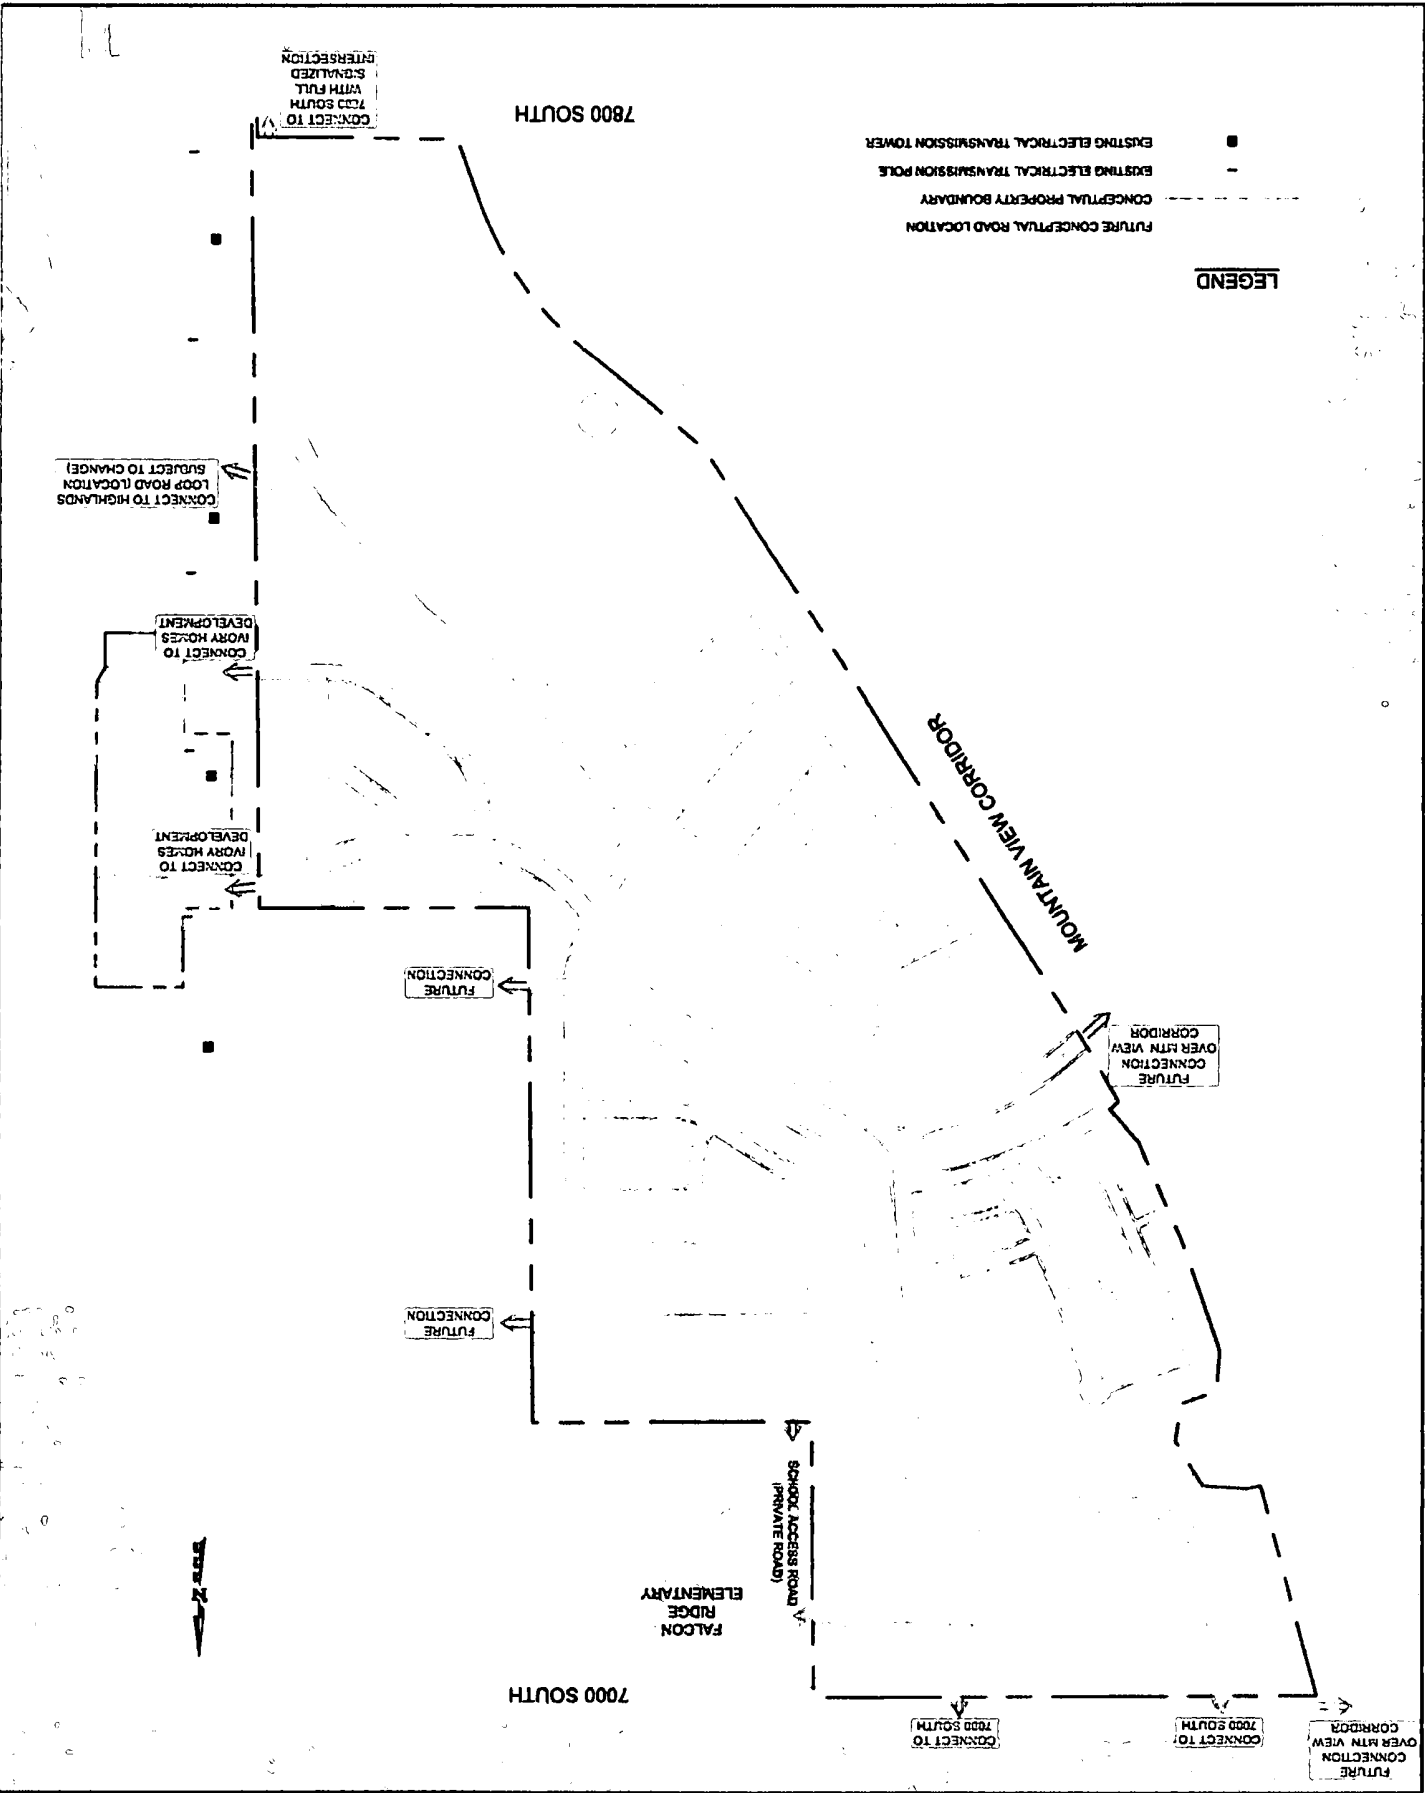 FUTURE
CONNECTION
OVER MTN VIEW
CORRIDOR
CONNECT TO
7000 SOUTH
CONNECT TO
7000 SOUTH
7000 SOUTH
FALCON
RIDGE
ELEMENTARY
SCHOOL ACCESS ROAD
(PRIVATE ROAD)
FUTURE
CONNECTION
FUTURE
CONNECTION
OVER MTN VIEW
CORRIDOR
FUTURE
CONNECTION
MOUNTAIN VIEW CORRIDOR
CONNECT TO
IVORY HOMES
DEVELOPMENT
CONNECT TO
IVORY HOMES
DEVELOPMENT
CONNECT TO HIGHLANDS
LOOP ROAD (LOCATION
SUBJECT TO CHANGE)
LEGEND
FUTURE CONCEPTUAL ROAD LOCATION
CONCEPTUAL PROPERTY BOUNDARY
EXISTING ELECTRICAL TRANSMISSION POLE
EXISTING ELECTRICAL TRANSMISSION TOWER
7800 SOUTH
CONNECT TO
7800 SOUTH
WITH FULL
SIGNALIZED
INTERSECTION